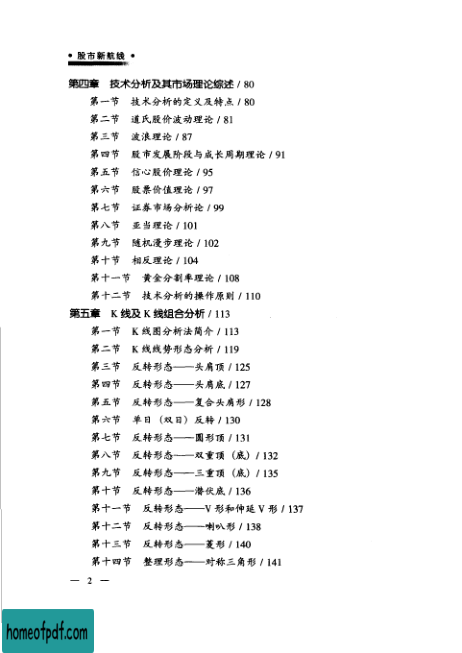 • 股市新航线 •
第四章 技术分析及其市场理论综述 / 80
第一节 技术分析的定义及特点 / 80
第二节 道氏股价波动理论 / 81
第三节 波浪理论 / 87
第四节 股市发展阶段与成长周期理论 / 91
第五节 信心股价理论 / 95
第六节 股票价值理论 / 97
第七节 证券市场分析论 / 99
第八节 亚当理论 / 101
第九节 随机漫步理论 / 102
第十节 相反理论 / 104
第十一节 黄金分割率理论 / 108
第十二节 技术分析的操作原则 / 110
第五章 K 线及 K 线组合分析 / 113
第一节 K 线图分析法简介 / 113
第二节 K 线线势形态分析 / 119
第三节 反转形态——头肩顶 / 125
第四节 反转形态——头肩底 / 127
第五节 反转形态——复合头肩形 / 128
第六节 单日（双日）反转 / 130
第七节 反转形态——圆形顶 / 131
第八节 反转形态——双重顶（底）/ 132
第九节 反转形态——三重顶（底）/ 135
第十节 反转形态——潜伏底 / 136
第十一节 反转形态——V 形和伸延 V 形 / 137
第十二节 反转形态——喇叭形 / 138
第十三节 反转形态——菱形 / 140
第十四节 整理形态——对称三角形 / 141
— 2 —
homeofpdf.com